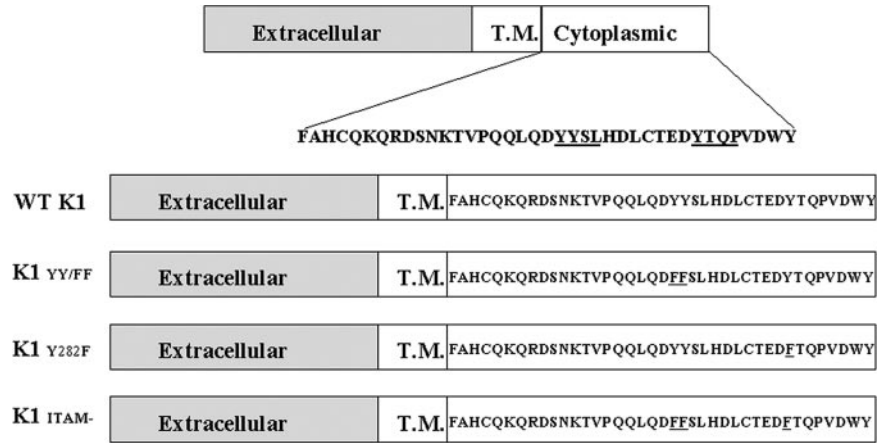 Extracellular T.M. Cytoplasmic
FAHCQKQRDSNKTVPQQLQDYYSLHDLCTEDYTQPVDWY
WT K1 Extracellular T.M. FAHCQKQRDSNKTVPQQLQDYYSLHDLCTEDYTQPVDWY
K1 YY/FF Extracellular T.M. FAHCQKQRDSNKTVPQQLQDFFSLHDLCTEDYTQPVDWY
K1 Y282F Extracellular T.M. FAHCQKQRDSNKTVPQQLQDYYSLHDLCTEDFTQPVDWY
K1 ITAM- Extracellular T.M. FAHCQKQRDSNKTVPQQLQDFFSLHDLCTEDFTQPVDWY